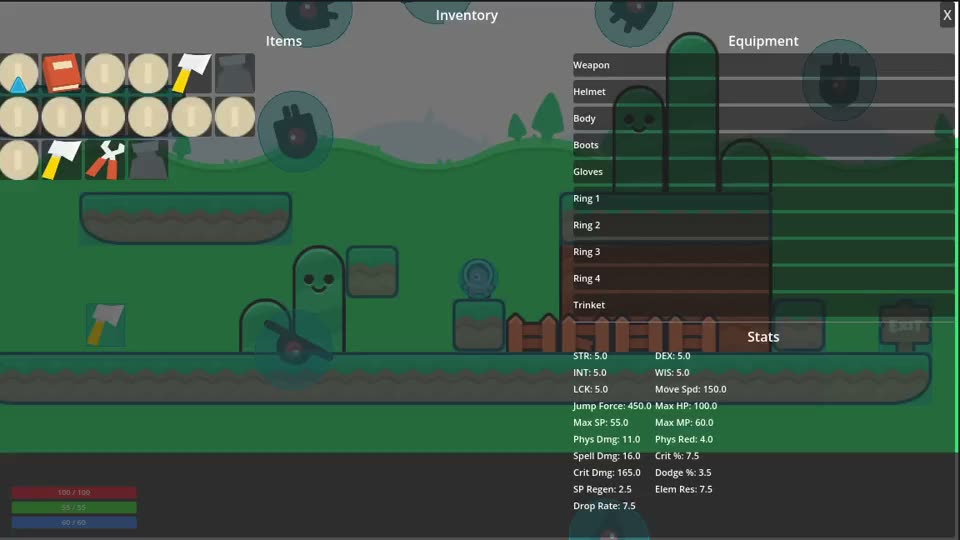 Inventory
X
Items
Equipment
Weapon
Helmet
Body
Boots
Gloves
Ring 1
Ring 2
Ring 3
Ring 4
Trinket
EXIT
Stats
STR: 5.0 DEX: 5.0
INT: 5.0 WIS: 5.0
LCK: 5.0 Move Spd: 150.0
Jump Force: 450.0 Max HP: 100.0
Max SP: 55.0 Max MP: 60.0
Phys Dmg: 11.0 Phys Red: 4.0
Spell Dmg: 16.0 Crit %: 7.5
Crit Dmg: 165.0 Dodge %: 3.5
SP Regen: 2.5 Elem Res: 7.5
Drop Rate: 7.5
100 / 100
55 / 55
60 / 60